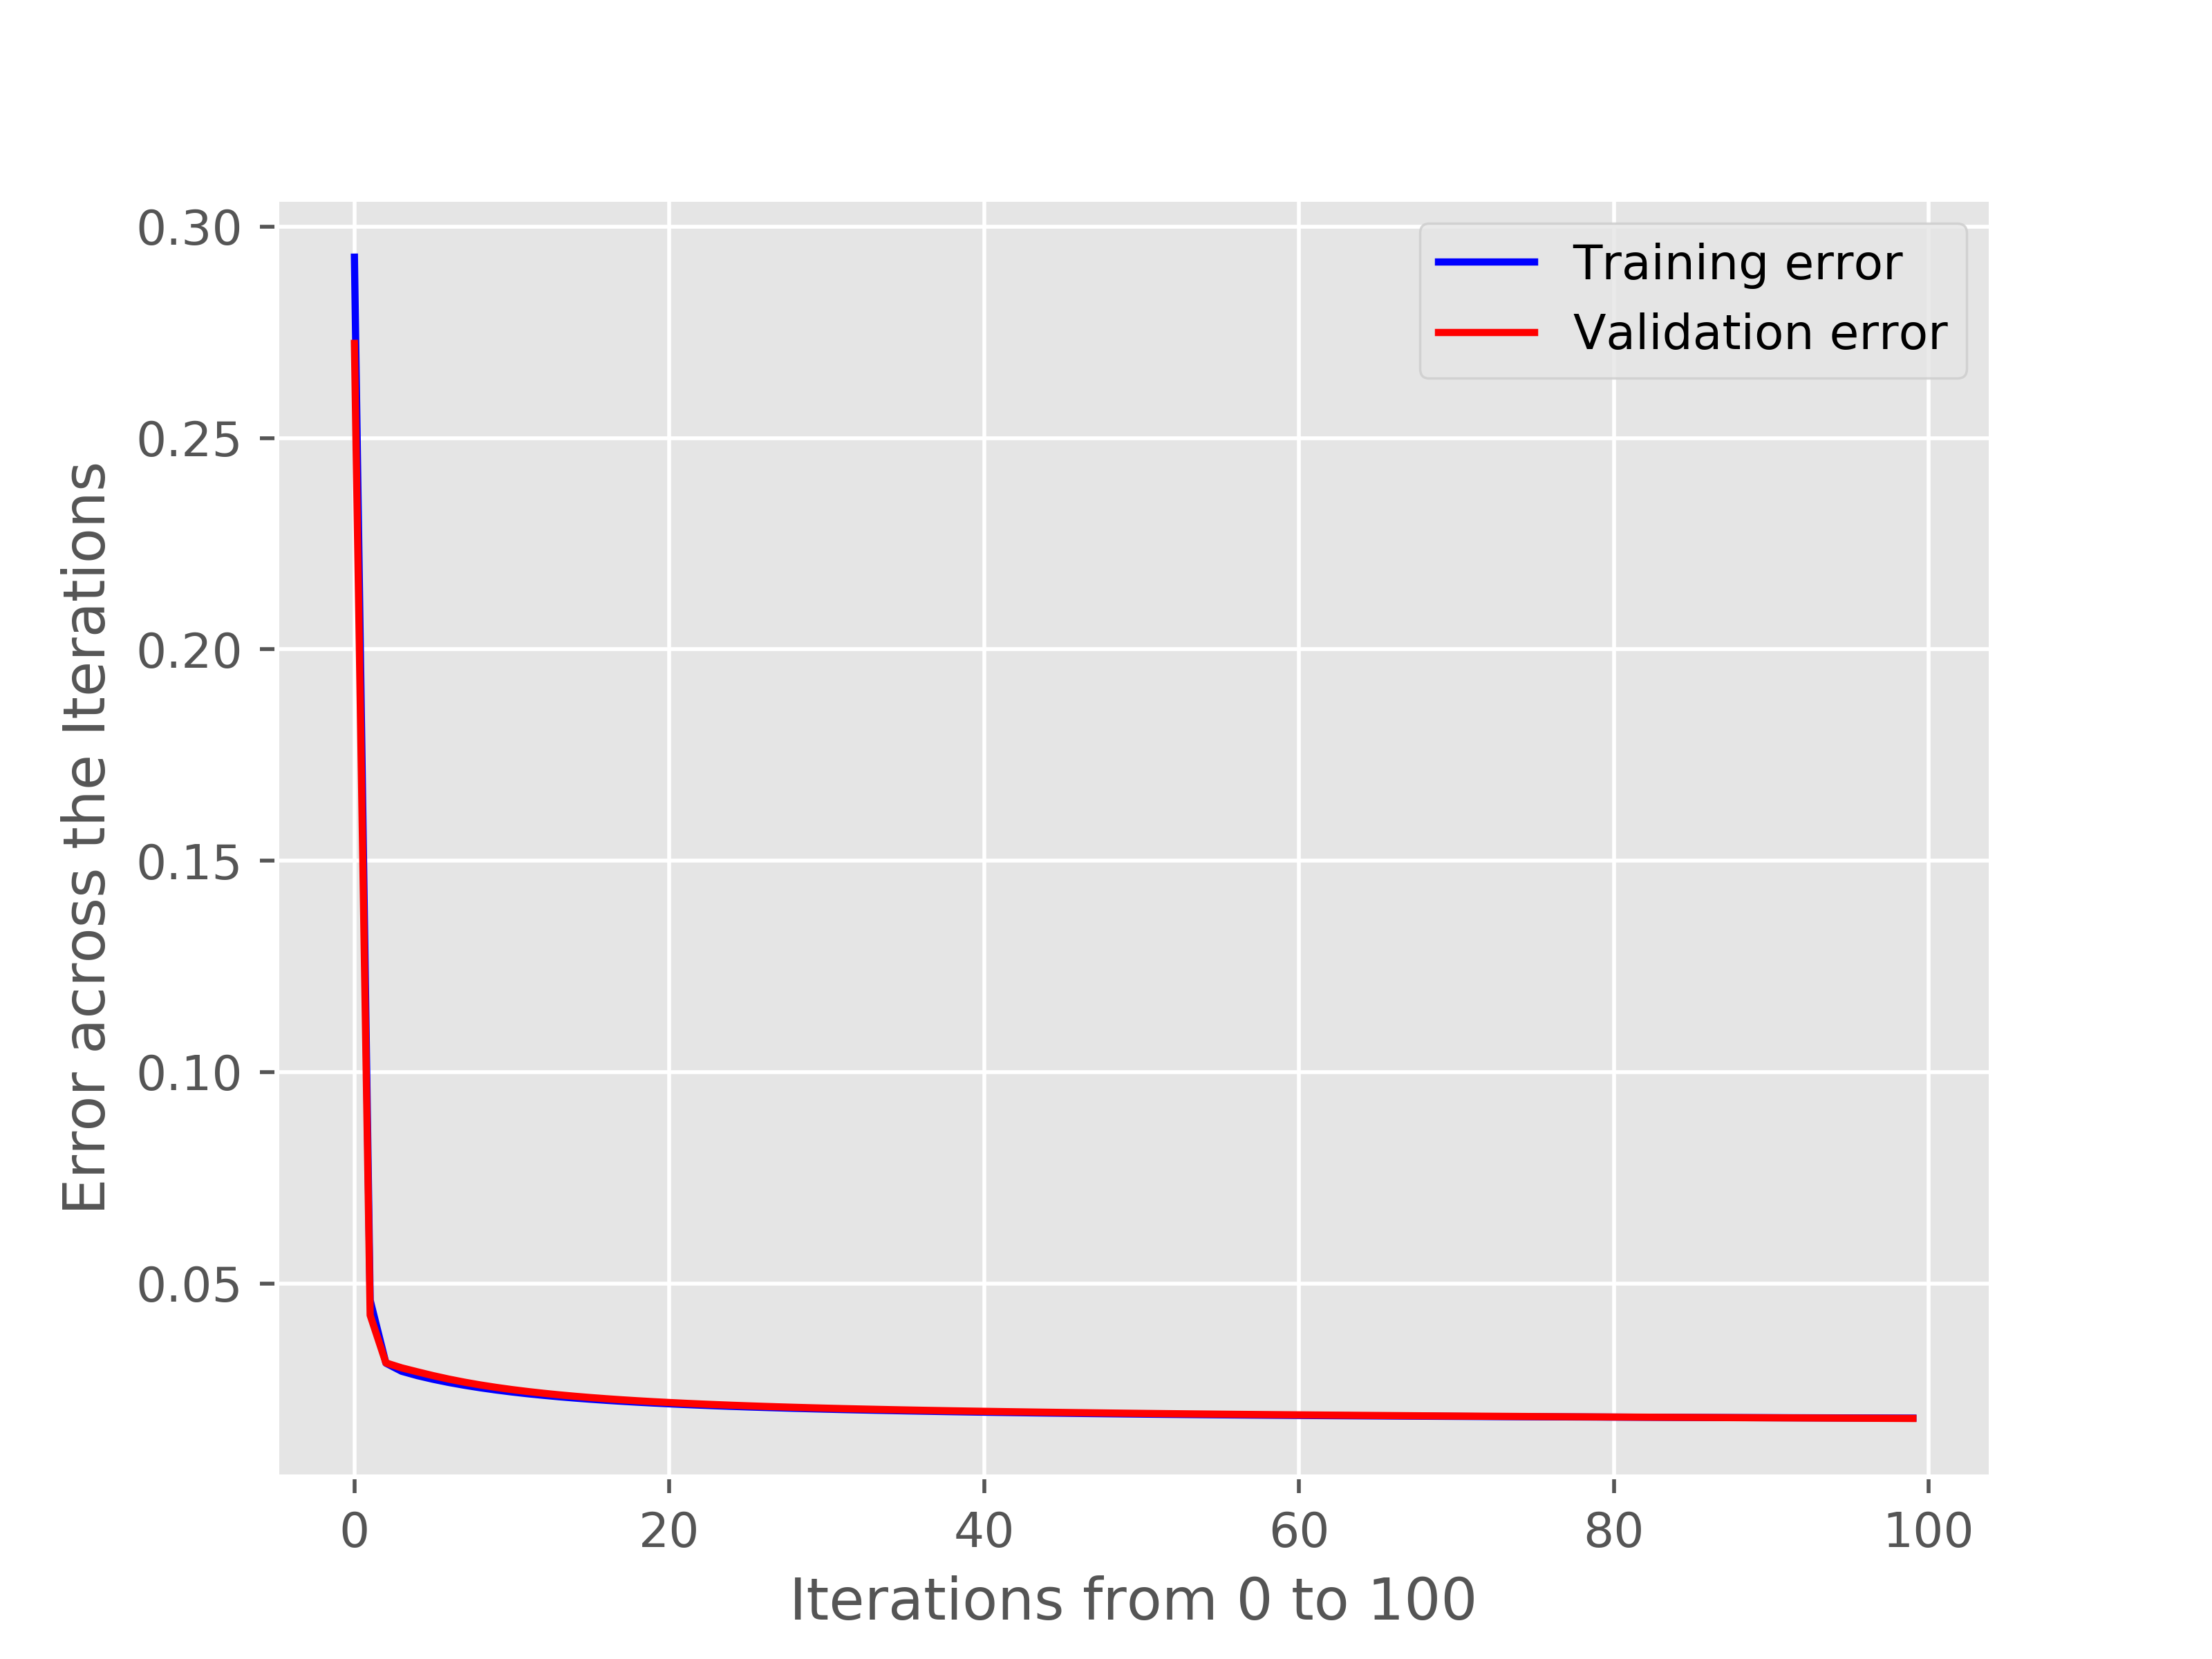 0.30
0.25
0.20
0.15
0.10
0.05
Error across the Iterations
Training error
Validation error
0 20 40 60 80 100
Iterations from 0 to 100